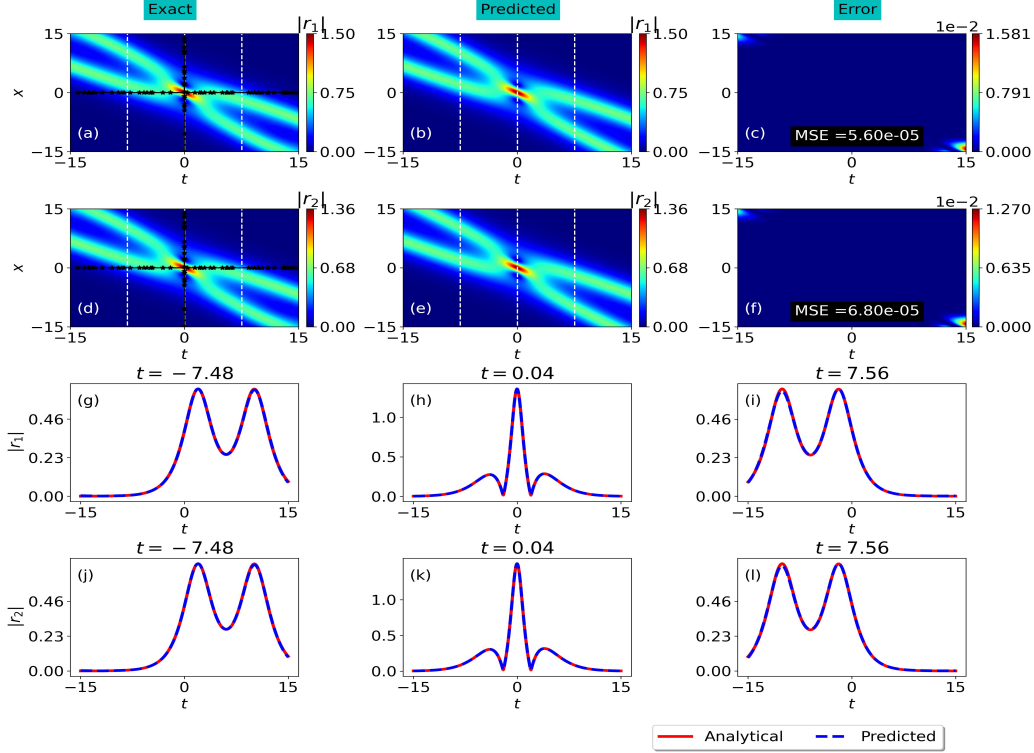 Exact Predicted Error
|r₁| |r₁| 1e−2
15 1.50 15 1.50 1.581
x 0 0.75 0 0.75 0.791
(a) (b) (c) MSE =5.60e-05
−15 0.00 −15 0.00 0.000
−15 0 15 −15 0 15 −15 0 15
t t t
|r₂| |r₂| 1e−2
15 1.36 15 1.36 1.270
x 0 0.68 0 0.68 0.635
(d) (e) (f) MSE =6.80e-05
−15 0.00 −15 0.00 0.000
−15 0 15 −15 0 15 −15 0 15
t t t
t = −7.48 t = 0.04 t = 7.56
(g) (h) (i)
|r₁| 0.46 1.0 0.46
0.23 0.5 0.23
0.00 0.0 0.00
−15 0 15 −15 0 15 −15 0 15
t t t
t = −7.48 t = 0.04 t = 7.56
(j) (k) (l)
|r₂| 0.46 1.0 0.46
0.23 0.5 0.23
0.00 0.0 0.00
−15 0 15 −15 0 15 −15 0 15
t t t
Analytical Predicted